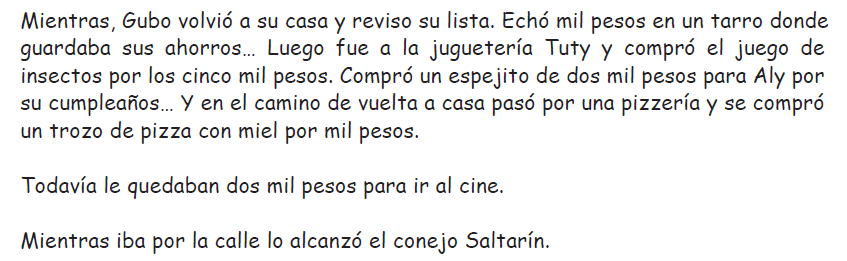 Mientras, Gubo volvió a su casa y reviso su lista. Echó mil pesos en un tarro donde
guardaba sus ahorros... Luego fue a la juguetería Tuty y compró el juego de
insectos por los cinco mil pesos. Compró un espejito de dos mil pesos para Aly por
su cumpleaños... Y en el camino de vuelta a casa pasó por una pizzería y se compró
un trozo de pizza con miel por mil pesos.
Todavía le quedaban dos mil pesos para ir al cine.
Mientras iba por la calle lo alcanzó el conejo Saltarín.